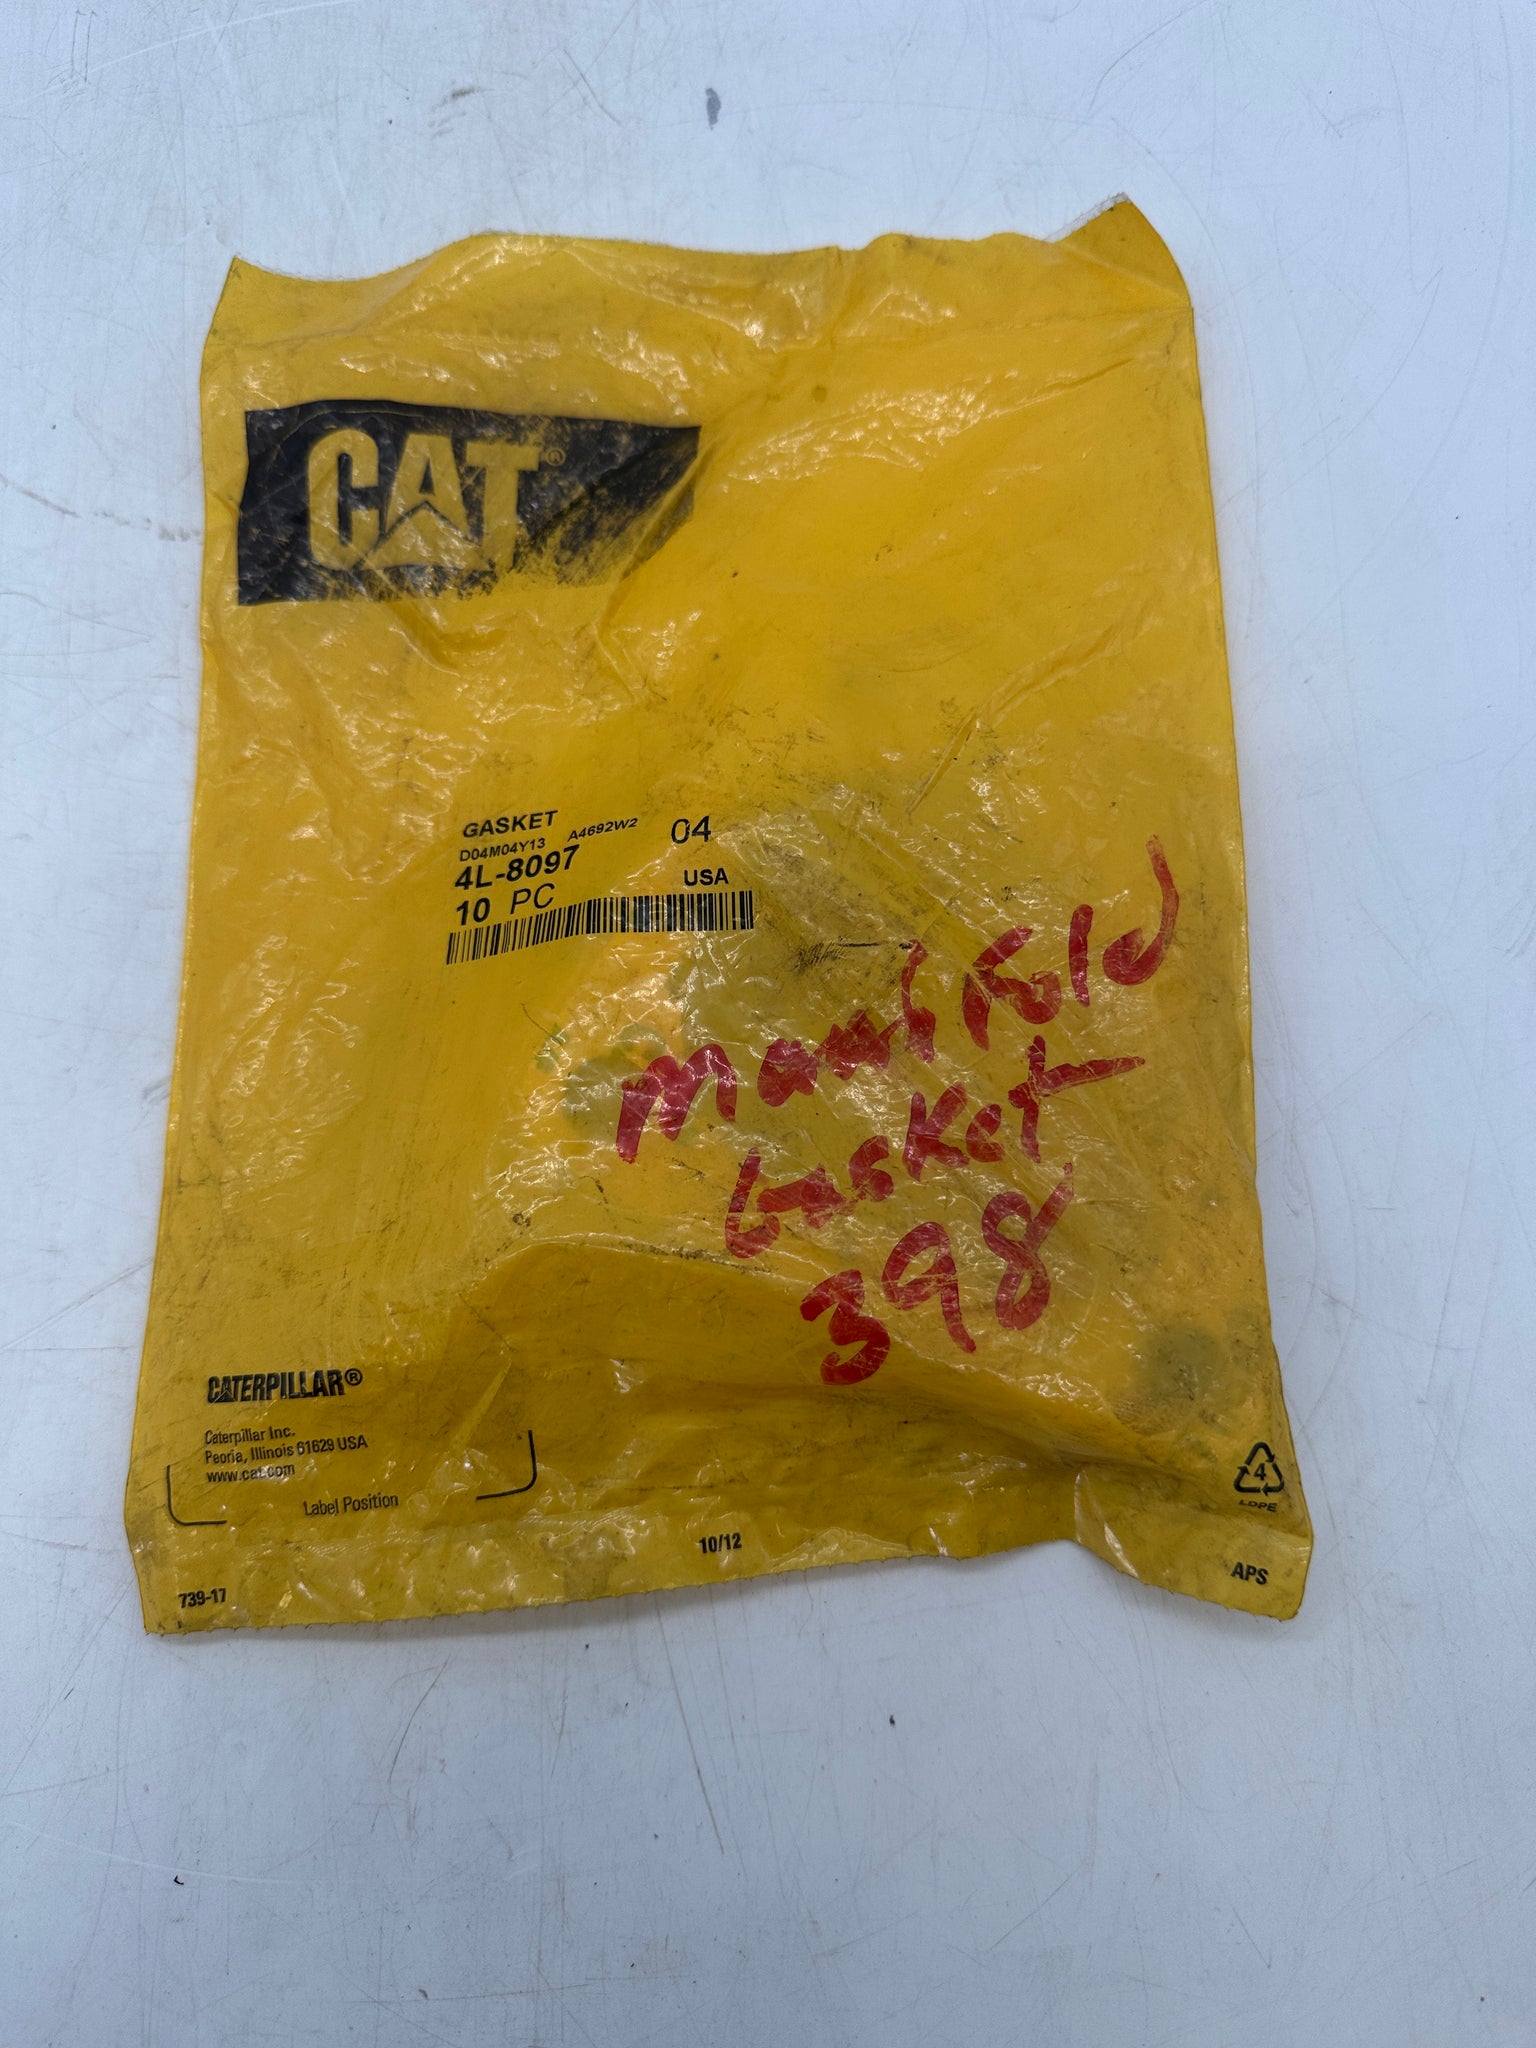 CAT®
GASKET
D04M04Y13 A4692W2 04
4L-8097
USA
10 PC
Manifold
Gasket
398
CATERPILLAR®
Caterpillar Inc.
Peoria, Illinois 61629 USA
www.cat.com
Label Position
4
LDPE
10/12
APS
739-17